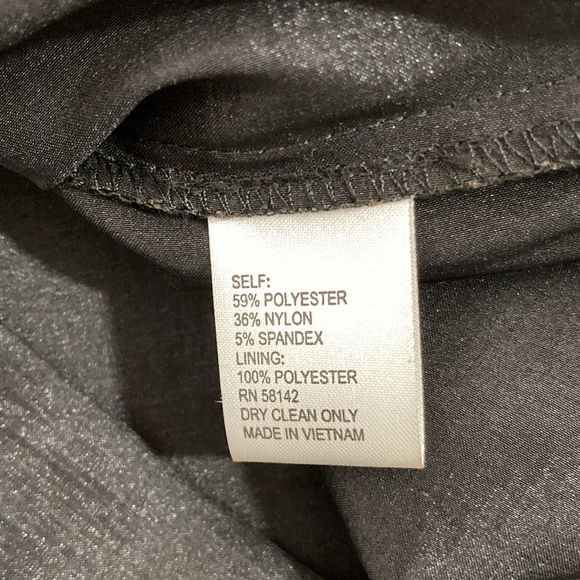 SELF:
59% POLYESTER
36% NYLON
5% SPANDEX
LINING:
100% POLYESTER
RN 58142
DRY CLEAN ONLY
MADE IN VIETNAM